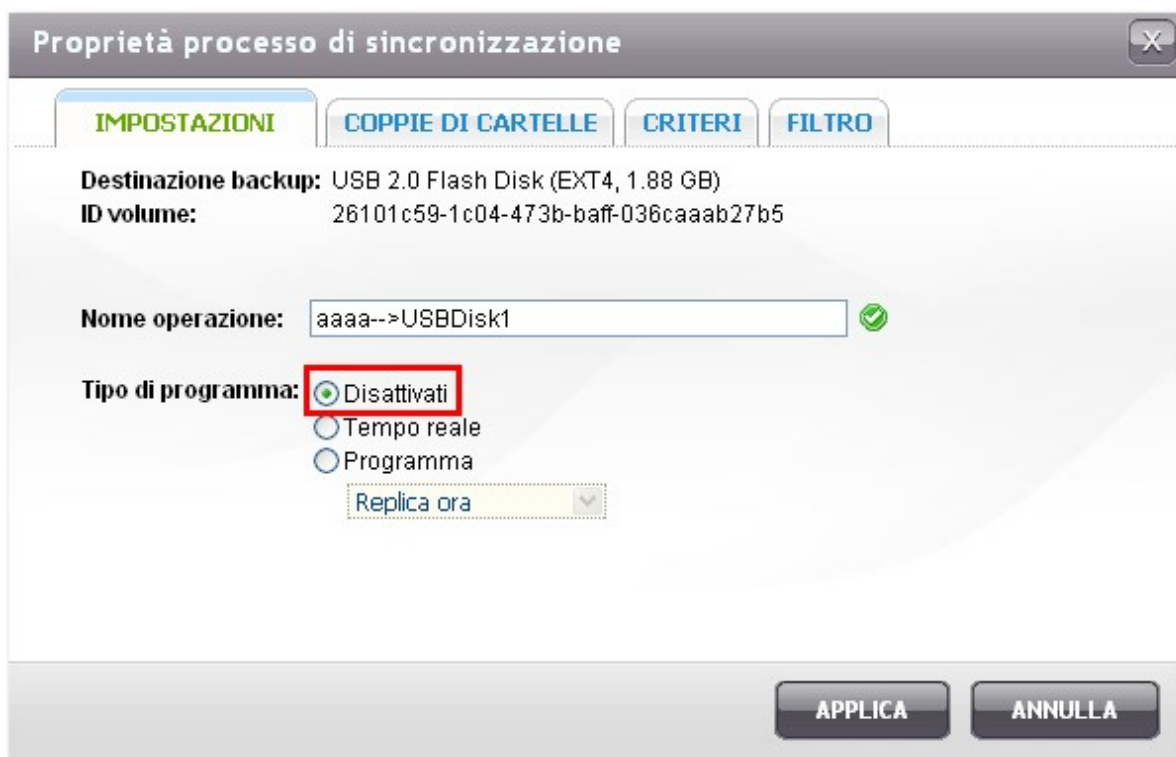 Proprietà processo di sincronizzazione
X
IMPOSTAZIONI COPPIE DI CARTELLE CRITERI FILTRO
Destinazione backup: USB 2.0 Flash Disk (EXT4, 1.88 GB)
ID volume: 26101c59-1c04-473b-baff-036caaab27b5
Nome operazione: aaaa-->USBDisk1
Tipo di programma: Disattivati
Tempo reale
Programma
Replica ora
APPLICA ANNULLA